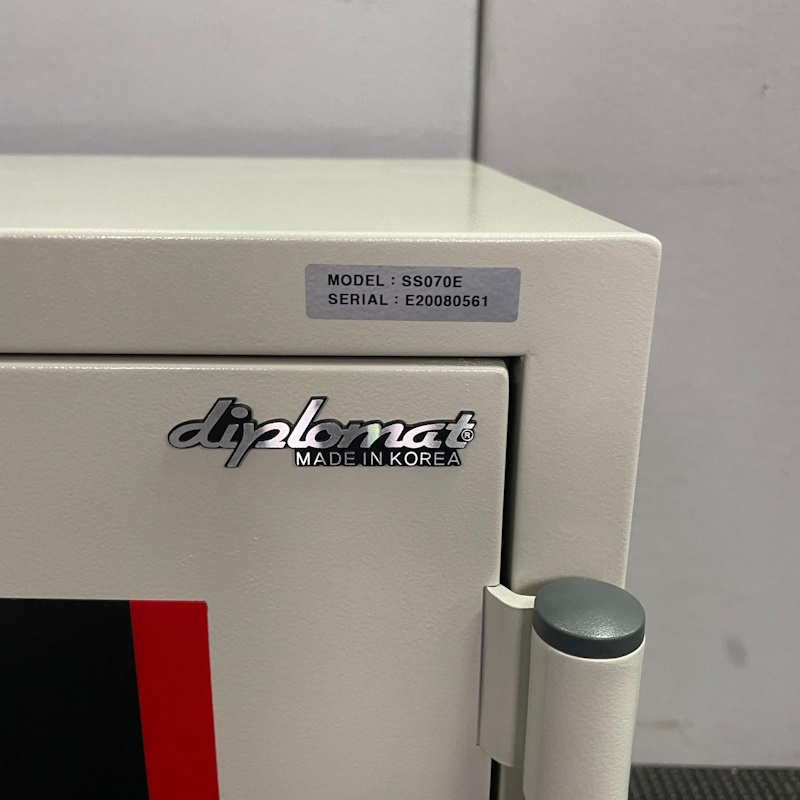 MODEL : SS070E
SERIAL : E20080561
diplomat®
MADE IN KOREA